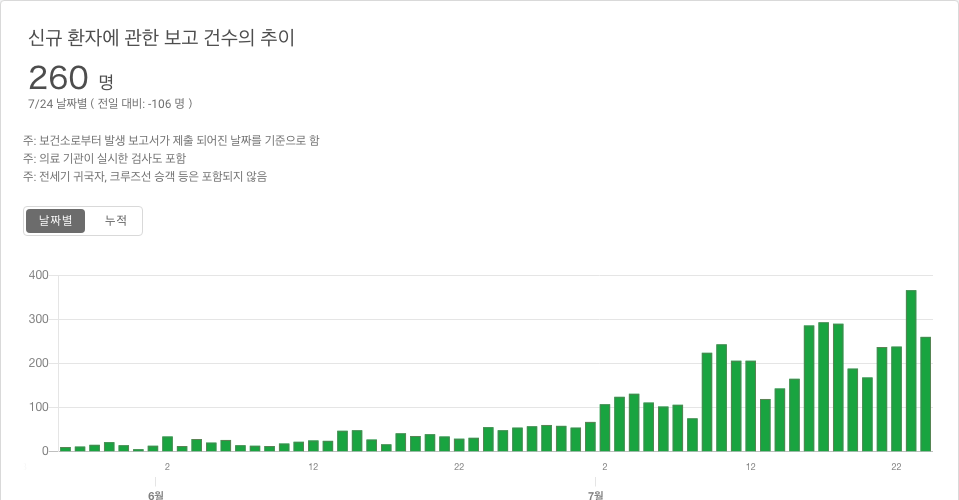 신규 환자에 관한 보고 건수의 추이
260 명
7/24 날짜별 ( 전일 대비: -106 명 )
주: 보건소로부터 발생 보고서가 제출 되어진 날짜를 기준으로 함
주: 의료 기관이 실시한 검사도 포함
주: 전세기 귀국자, 크루즈선 승객 등은 포함되지 않음
날짜별 누적
400
300
200
100
0
2 12 22 2 12 22
6월 7월